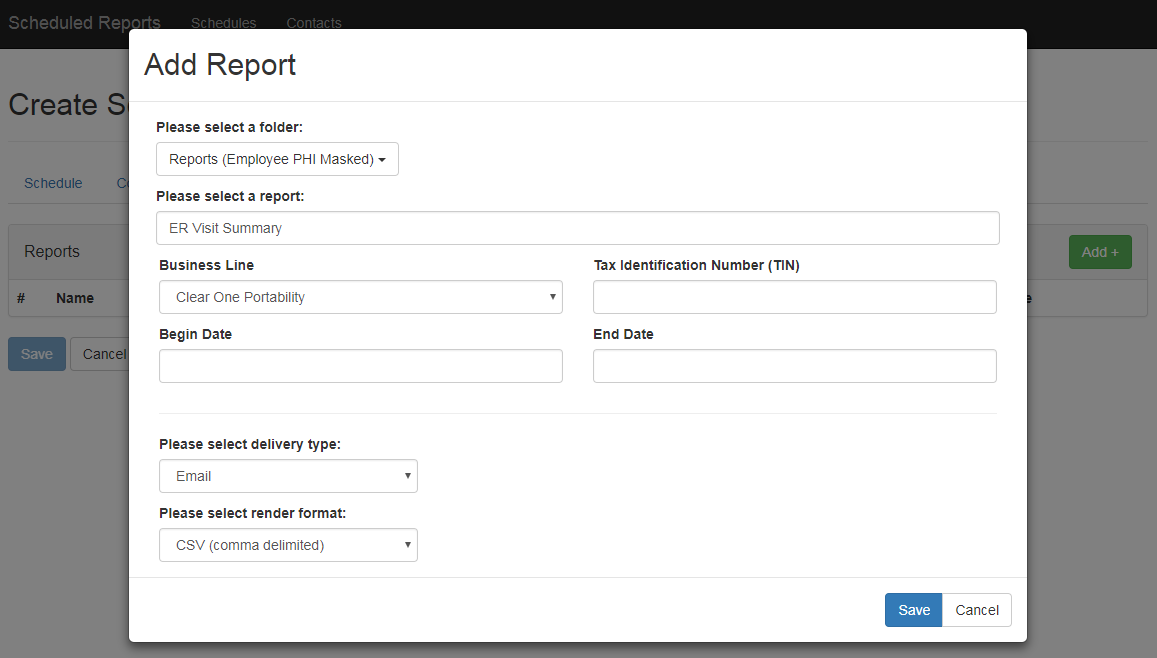 Scheduled Reports Schedules Contacts
Add Report
Create S
Please select a folder:
Reports (Employee PHI Masked)
Schedule
Please select a report:
ER Visit Summary
Reports
Add +
Business Line Tax Identification Number (TIN)
Clear One Portability
# Name
Begin Date End Date
Save Cancel
Please select delivery type:
Email
Please select render format:
CSV (comma delimited)
Save Cancel